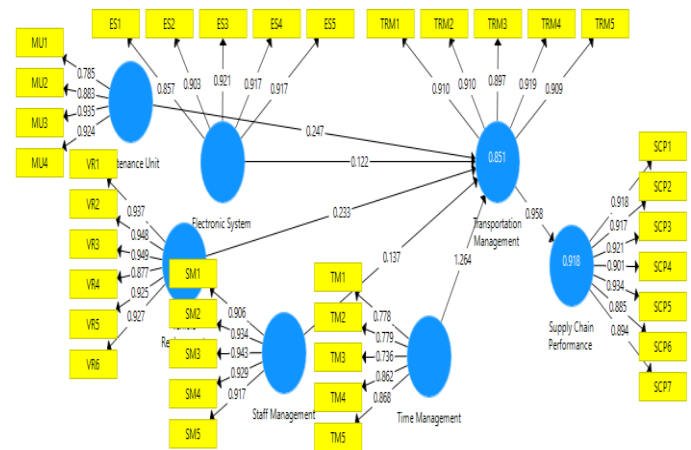 ES1
ES2
ES3
ES4
ES5
TRM1
TRM2
TRM3
TRM4
TRM5
MU1
MU2
MU3
MU4
0.785
0.883
0.935
0.924
0.857
0.903
0.921
0.917
0.917
0.910
0.910
0.897
0.919
0.909
tenance Unit
Electronic System
0.247
0.122
0.233
0.137
1.264
0.851
Transportation
Management
0.958
VR1
VR2
VR3
VR4
VR5
VR6
0.937
0.948
0.949
0.877
0.925
0.927
SM1
SM2
SM3
SM4
SM5
0.906
0.934
0.943
0.929
0.917
Staff Management
TM1
TM2
TM3
TM4
TM5
0.778
0.779
0.736
0.862
0.868
Time Management
0.918
Supply Chain
Performance
SCP1
SCP2
SCP3
SCP4
SCP5
SCP6
SCP7
0.918
0.917
0.921
0.901
0.934
0.885
0.894